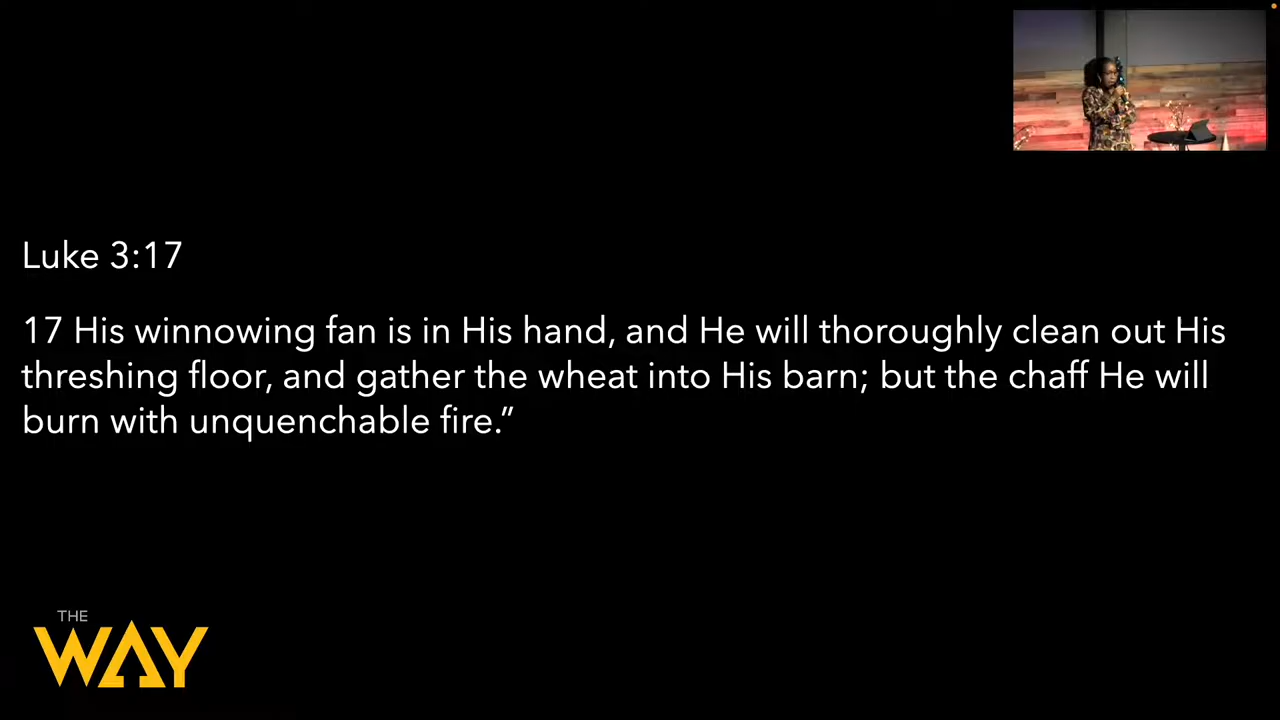 Luke 3:17
17 His winnowing fan is in His hand, and He will thoroughly clean out His
threshing floor, and gather the wheat into His barn; but the chaff He will
burn with unquenchable fire.”
THE
WAY